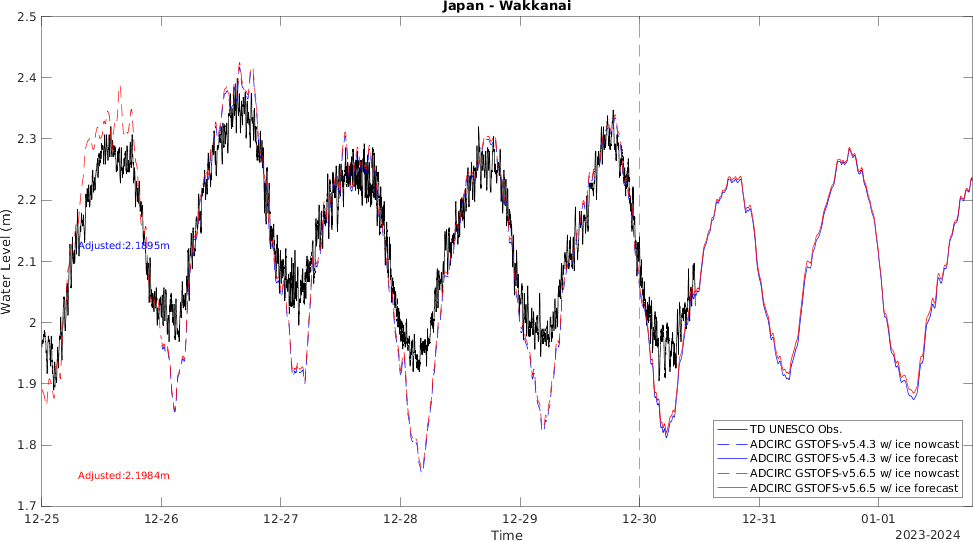 Japan - Wakkanai
2.5
2.4
2.3
2.2
2.1
2
1.9
1.8
1.7
Water Level (m)
Adjusted:2.1895m
Adjusted:2.1984m
TD UNESCO Obs.
ADCIRC GSTOFS-v5.4.3 w/ ice nowcast
ADCIRC GSTOFS-v5.4.3 w/ ice forecast
ADCIRC GSTOFS-v5.6.5 w/ ice nowcast
ADCIRC GSTOFS-v5.6.5 w/ ice forecast
12-25 12-26 12-27 12-28 12-29 12-30 12-31 01-01
Time
2023-2024